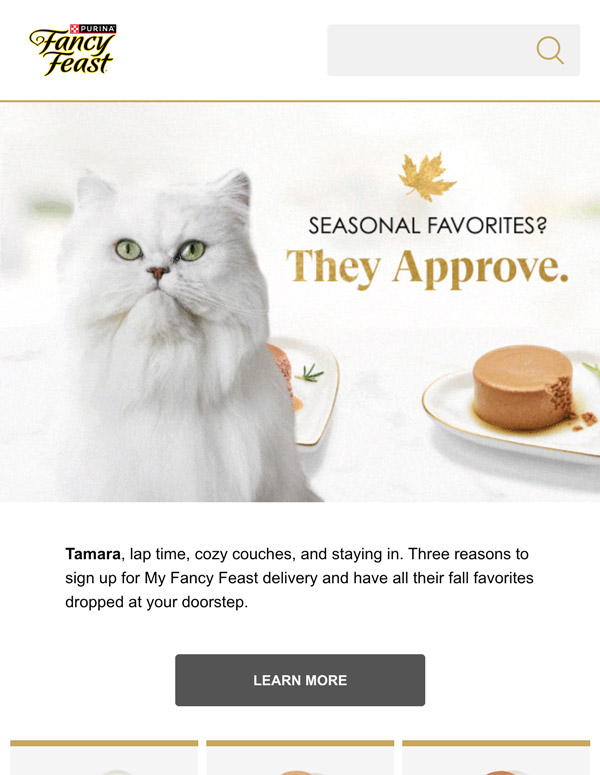 PURINA
Fancy
Feast
SEASONAL FAVORITES?
They Approve.
Tamara, lap time, cozy couches, and staying in. Three reasons to
sign up for My Fancy Feast delivery and have all their fall favorites
dropped at your doorstep.
LEARN MORE